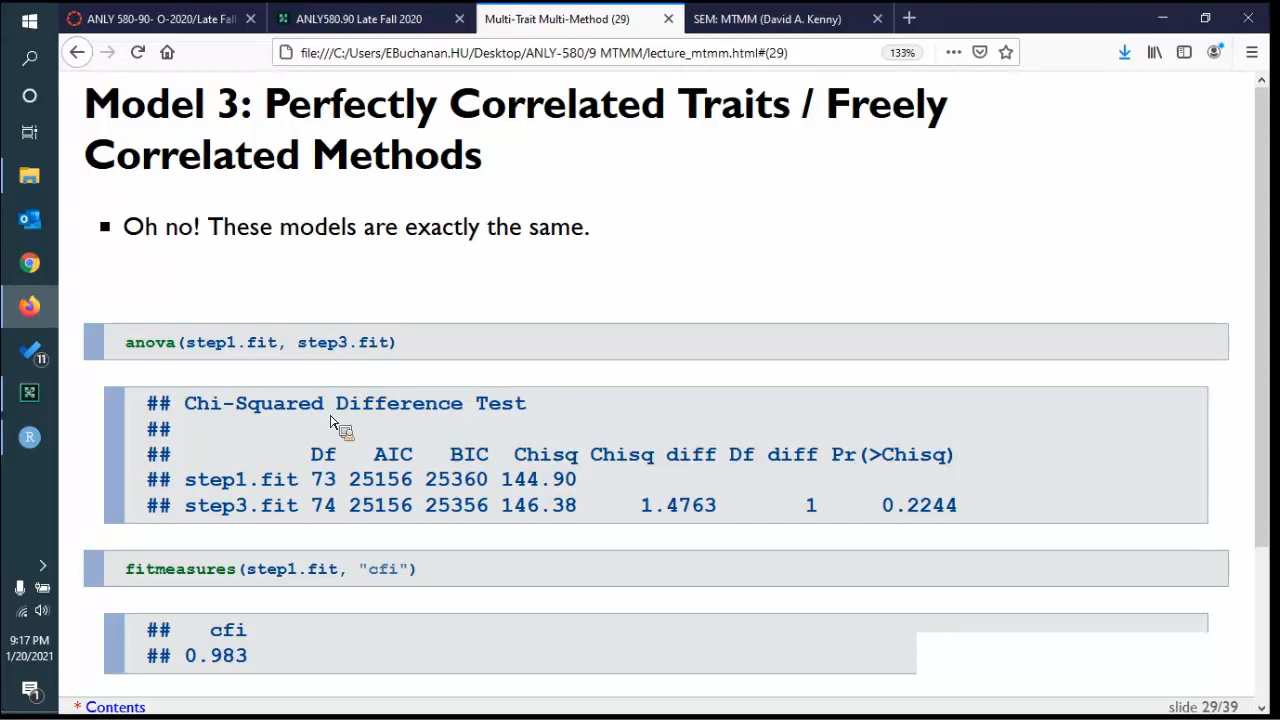 ANLY 580-90- O-2020/Late Fal
ANLY580.90 Late Fall 2020
Multi-Trait Multi-Method (29)
SEM: MTMM (David A. Kenny)
file:///C:/Users/EBuchanan.HU/Desktop/ANLY-580/9 MTMM/lecture_mtmm.html#(29)
133%
Model 3: Perfectly Correlated Traits / Freely
Correlated Methods
Oh no! These models are exactly the same.
anova(step1.fit, step3.fit)
## Chi-Squared Difference Test
##
## Df AIC BIC Chisq Chisq diff Df diff Pr(>Chisq)
## step1.fit 73 25156 25360 144.90
## step3.fit 74 25156 25356 146.38 1.4763 1 0.2244
fitmeasures(step1.fit, "cfi")
## cfi
## 0.983
11
R
9:17 PM
1/20/2021
1
* Contents
slide 29/39